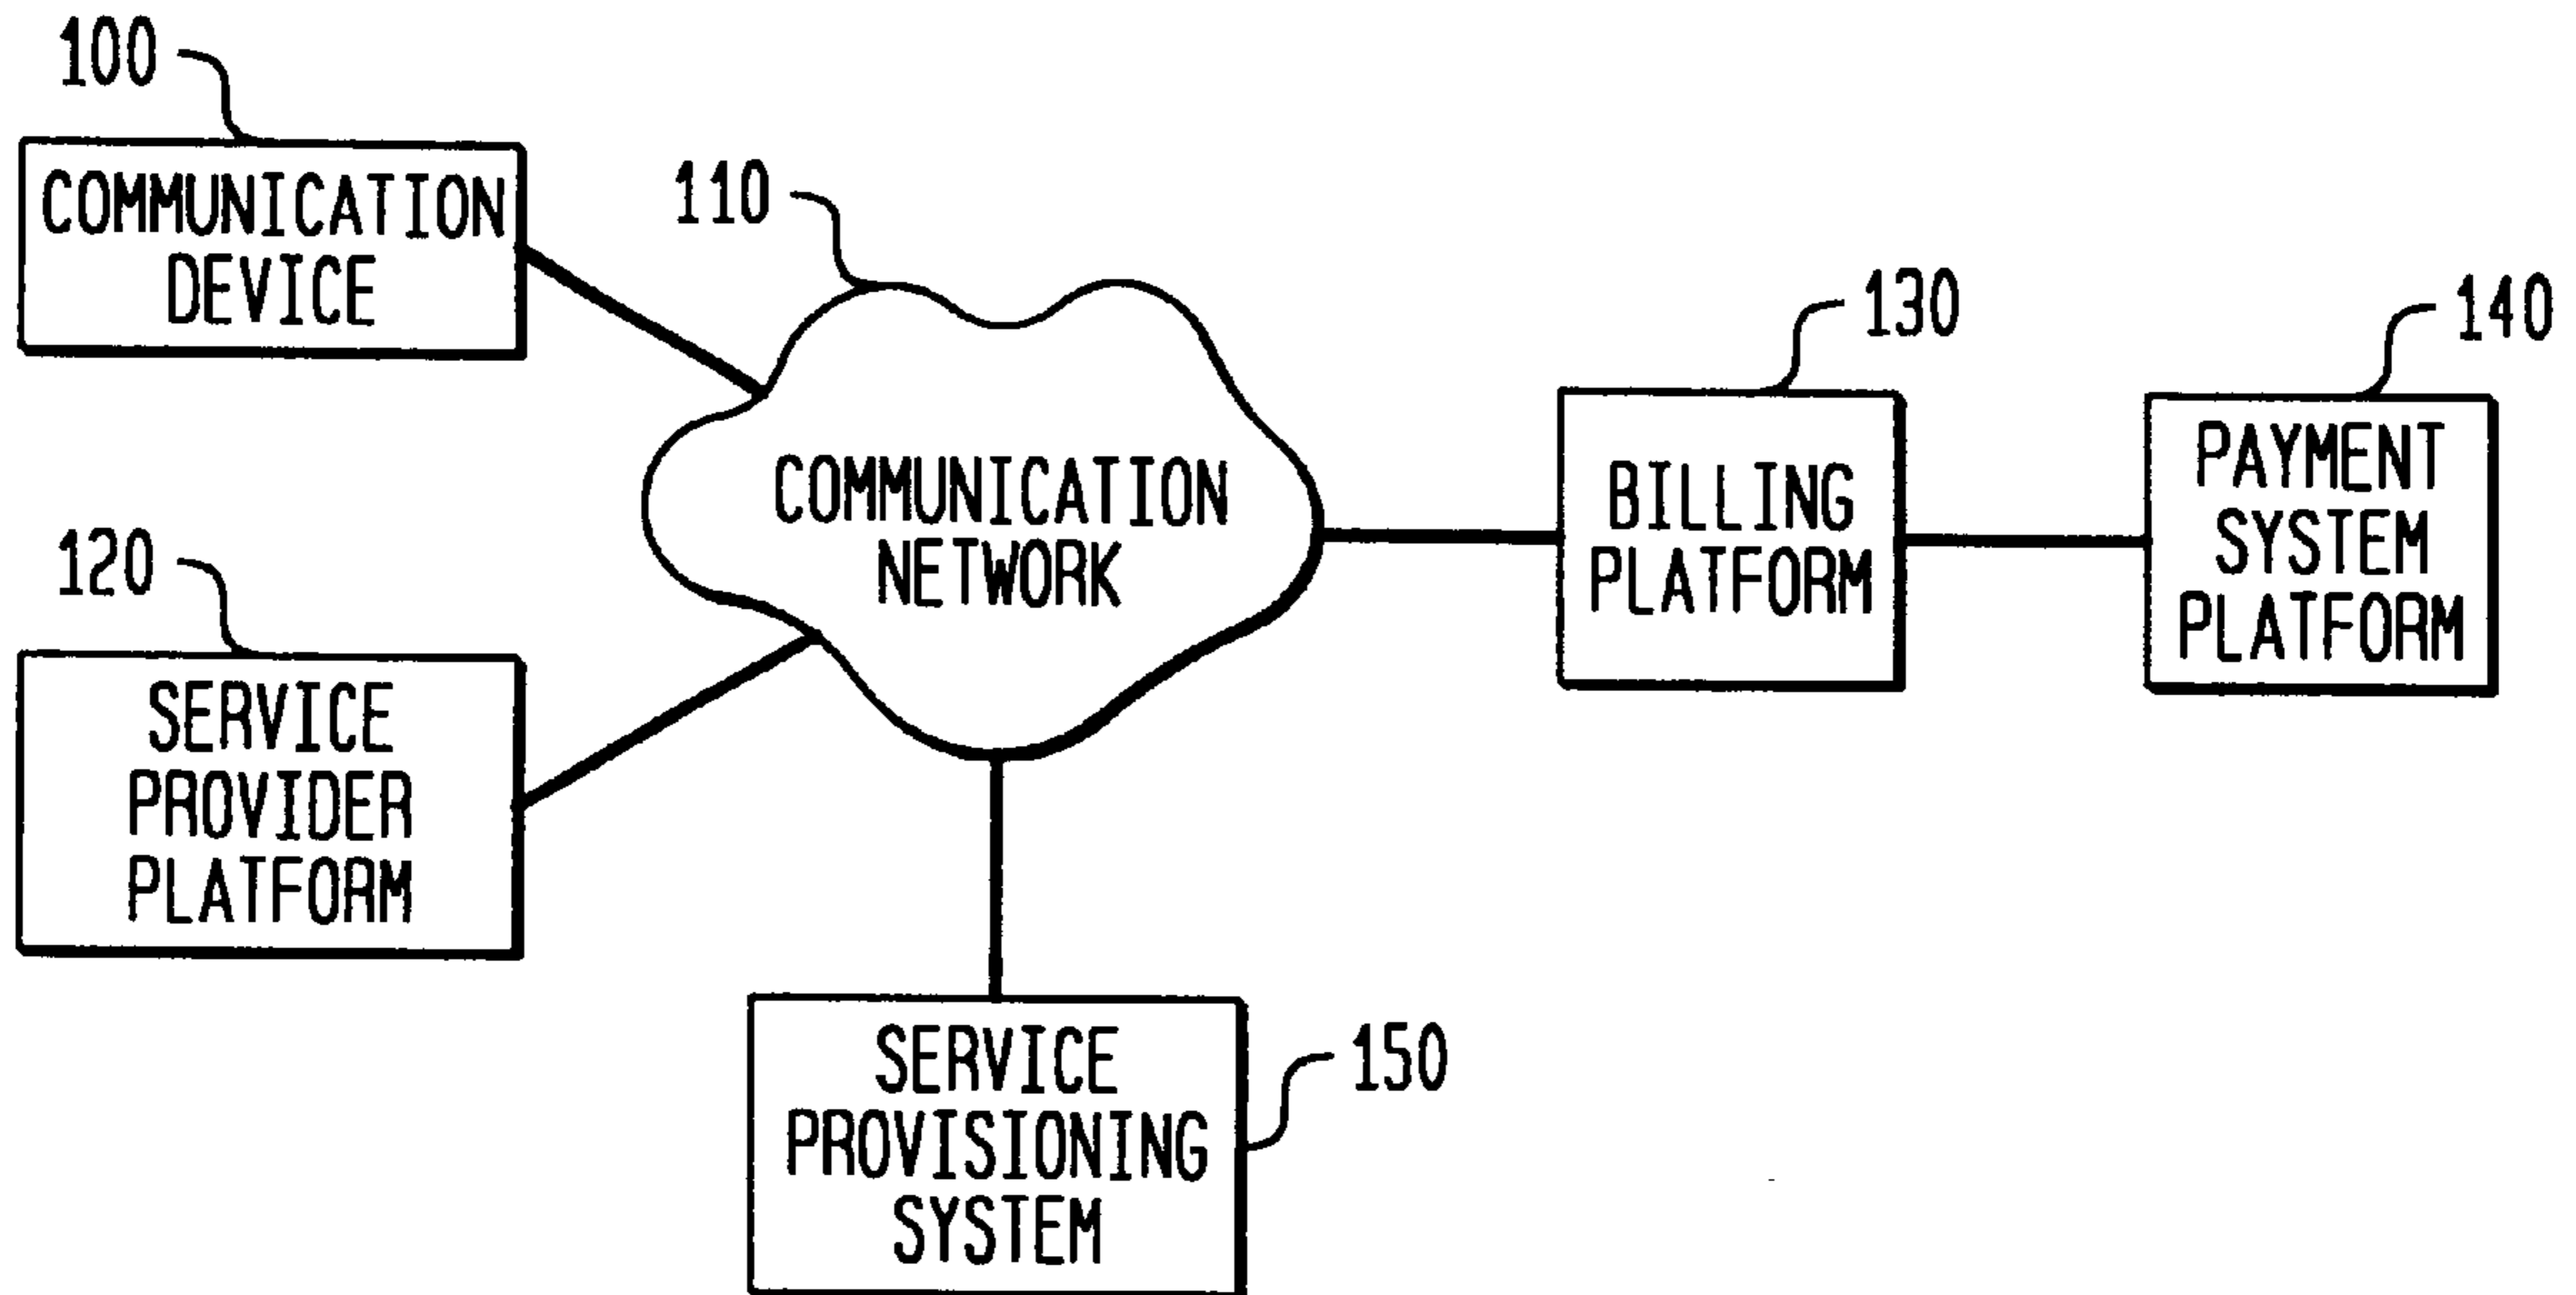 100
COMMUNICATION
DEVICE
110
COMMUNICATION
NETWORK
120
SERVICE
PROVIDER
PLATFORM
130
BILLING
PLATFORM
140
PAYMENT
SYSTEM
PLATFORM
SERVICE
PROVISIONING
SYSTEM
150